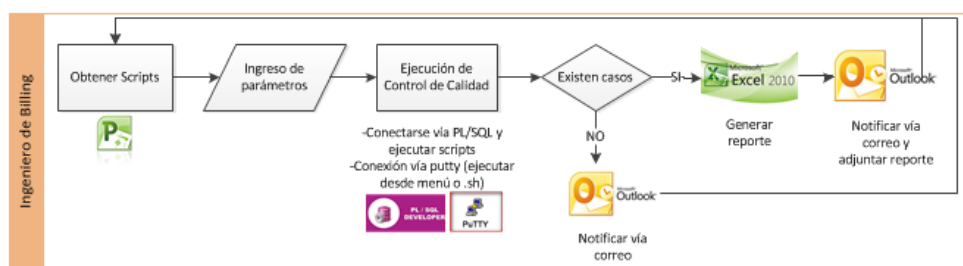 Ingeniero de Billing
Obtener Scripts
P
Ingreso de
parámetros
Ejecución de
Control de Calidad
-Conectarse vía PL/SQL y
ejecutar scripts
-Conexión vía putty (ejecutar
desde menú o .sh)
PL / SQL
DEVELOPER
PuTTY
Existen casos
SI
Microsoft
Excel 2010
Generar
reporte
Microsoft
Outlook
Notificar vía
correo y
adjuntar reporte
NO
Microsoft
Outlook
Notificar vía
correo